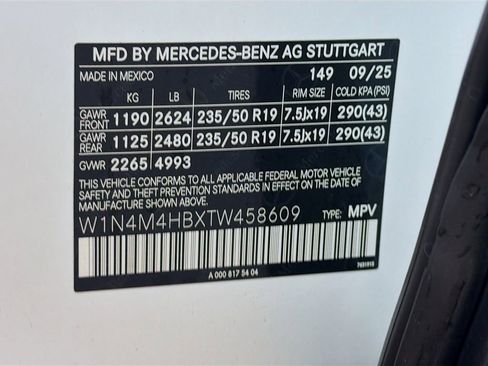 MFD BY MERCEDES-BENZ AG STUTTGART
MADE IN MEXICO 149 09/25
KG LB TIRES RIM SIZE COLD KPA(PSI)
GAWR FRONT 1190 2624 235/50 R19 7.5Jx19 290(43)
GAWR REAR 1125 2480 235/50 R19 7.5Jx19 290(43)
GVWR 2265 4993
THIS VEHICLE CONFORMS TO ALL APPLICABLE FEDERAL MOTOR VEHICLE
SAFETY AND THEFT PREVENTION STANDARDS IN EFFECT ON THE DATE
OF MANUFACTURE SHOWN ABOVE.
W1N4M4HBXTW458609 TYPE: MPV
A 000 817 54 04